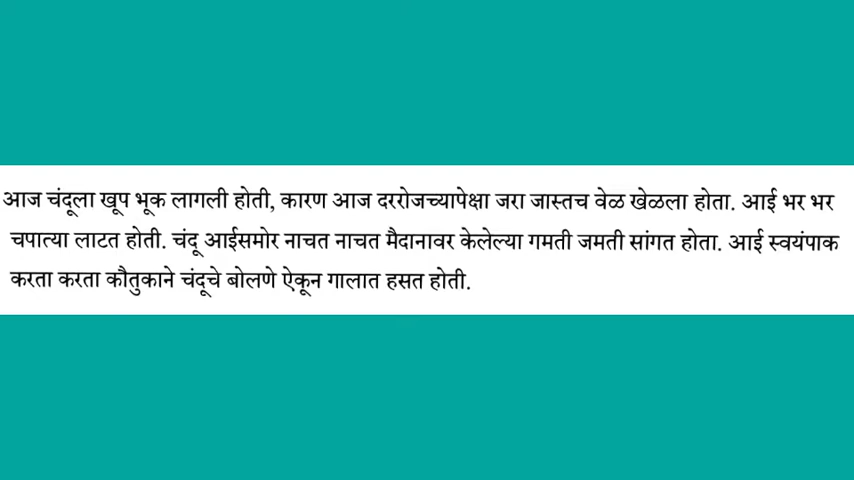 आज चंदूला खूप भूक लागली होती, कारण आज दररोजच्यापेक्षा जरा जास्तच वेळ खेळला होता. आई भर भर
चपात्या लाटत होती. चंदू आईसमोर नाचत नाचत मैदानावर केलेल्या गमती जमती सांगत होता. आई स्वयंपाक
करता करता कौतुकाने चंदूचे बोलणे ऐकून गालात हसत होती.